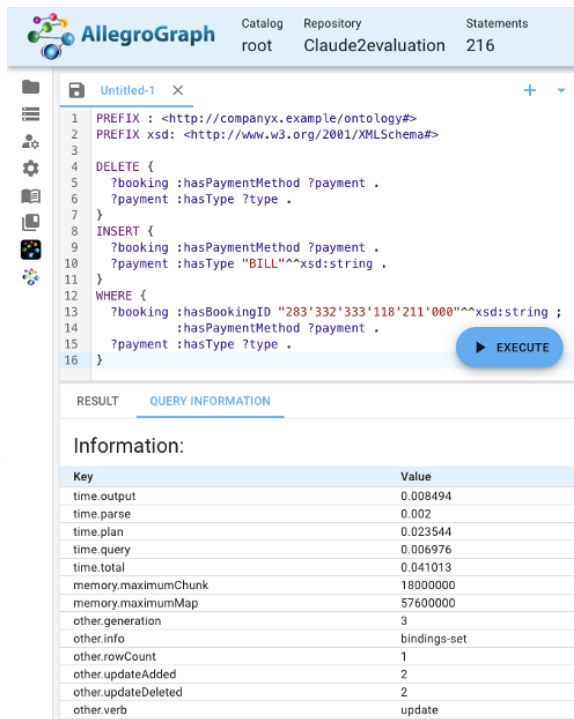 AllegroGraph
Catalog Repository Statements
root Claude2evaluation 216
Untitled-1
1 PREFIX : <http://companyx.example/ontology#>
2 PREFIX xsd: <http://www.w3.org/2001/XMLSchema#>
3
4 DELETE {
5 ?booking :hasPaymentMethod ?payment .
6 ?payment :hasType ?type .
7 }
8 INSERT {
9 ?booking :hasPaymentMethod ?payment .
10 ?payment :hasType "BILL"^^xsd:string .
11 }
12 WHERE {
13 ?booking :hasBookingID "283'332'333'118'211'000"^^xsd:string ;
14 :hasPaymentMethod ?payment .
15 ?payment :hasType ?type .
16 }
EXECUTE
RESULT QUERY INFORMATION
Information:
Key Value
time.output 0.008494
time.parse 0.002
time.plan 0.023544
time.query 0.006976
time.total 0.041013
memory.maximumChunk 18000000
memory.maximumMap 57600000
other.generation 3
other.info bindings-set
other.rowCount 1
other.updateAdded 2
other.updateDeleted 2
other.verb update